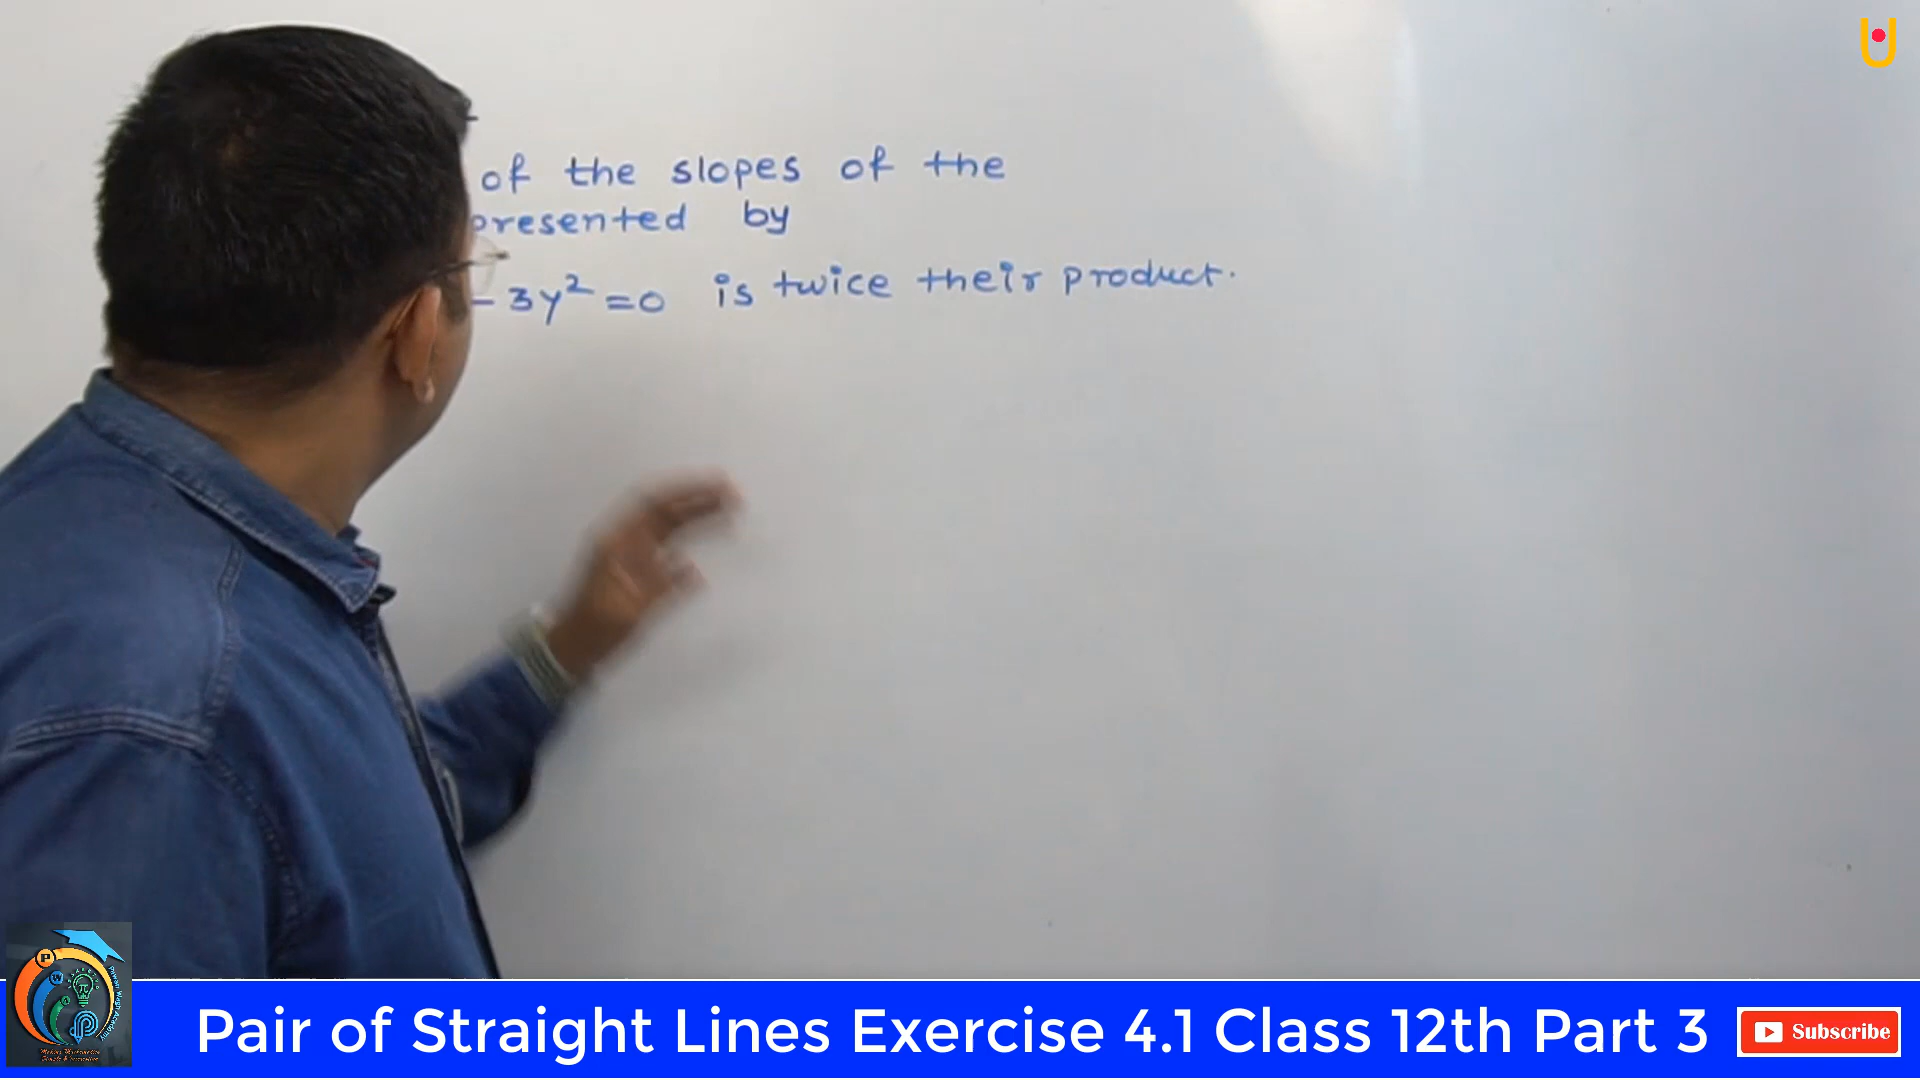 of the slopes of the
presented by
- 3y² = 0 is twice their product.
Pair of Straight Lines Exercise 4.1 Class 12th Part 3
Subscribe